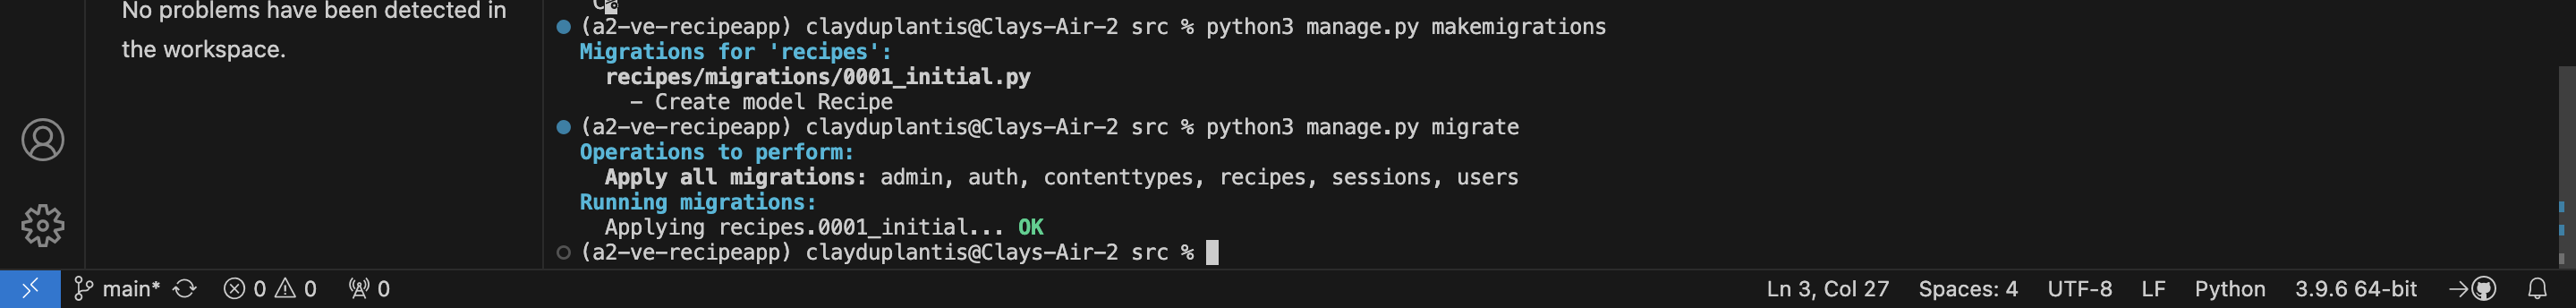 No problems have been detected in
the workspace.
(a2-ve-recipeapp) clayduplantis@Clays-Air-2 src % python3 manage.py makemigrations
Migrations for 'recipes':
recipes/migrations/0001_initial.py
- Create model Recipe
(a2-ve-recipeapp) clayduplantis@Clays-Air-2 src % python3 manage.py migrate
Operations to perform:
Apply all migrations: admin, auth, contenttypes, recipes, sessions, users
Running migrations:
Applying recipes.0001_initial... OK
(a2-ve-recipeapp) clayduplantis@Clays-Air-2 src %
main* 0 0 0 Ln 3, Col 27 Spaces: 4 UTF-8 LF Python 3.9.6 64-bit